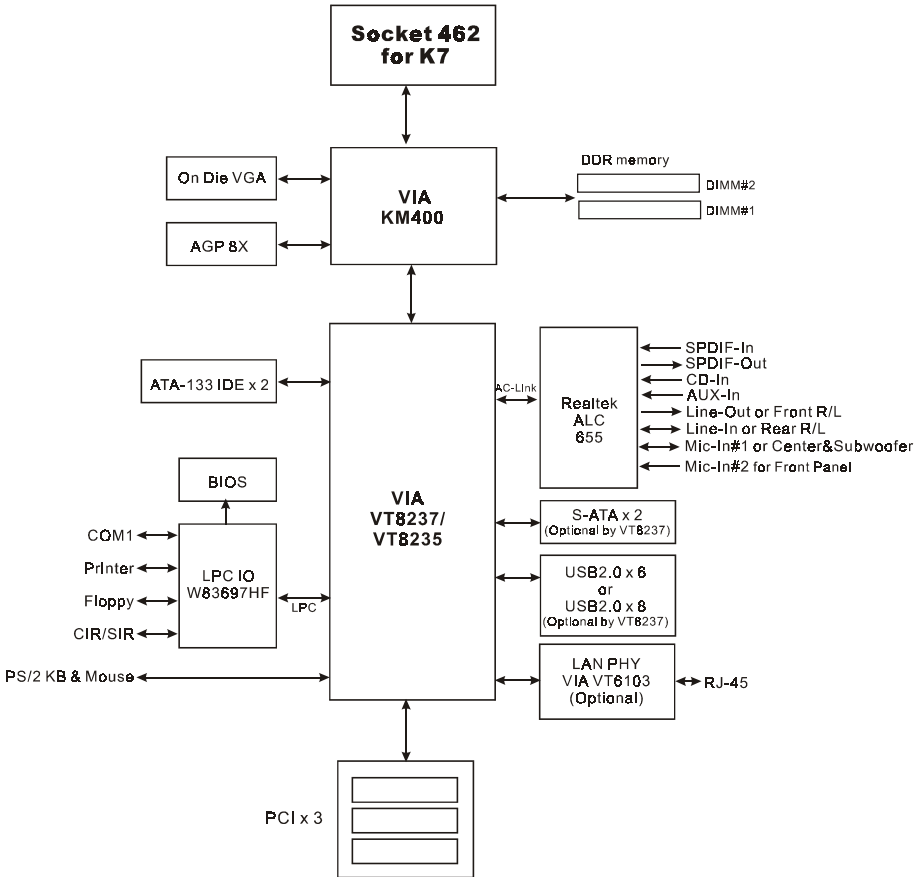 Socket 462
for K7
On Die VGA
AGP 8X
VIA
KM400
DDR memory
DIMM#2
DIMM#1
ATA-133 IDE x 2
AC-Link
Realtek
ALC
655
SPDIF-In
SPDIF-Out
CD-In
AUX-In
Line-Out or Front R/L
Line-In or Rear R/L
Mic-In#1 or Center&Subwoofer
Mic-In#2 for Front Panel
BIOS
VIA
VT8237/
VT8235
S-ATA x 2
(Optional by VT8237)
COM1
Printer
Floppy
CIR/SIR
LPC IO
W83697HF
LPC
USB2.0 x 6
or
USB2.0 x 8
(Optional by VT8237)
PS/2 KB & Mouse
LAN PHY
VIA VT6103
(Optional)
RJ-45
PCI x 3